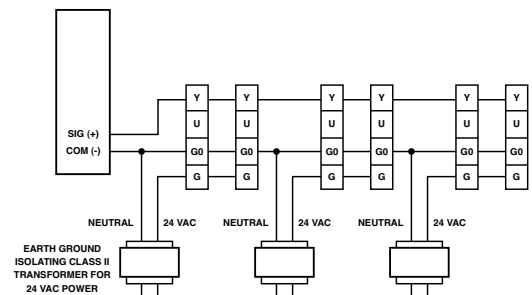 Y Y Y Y Y Y
U U U U U U
SIG (+)
COM (-)
G0 G0 G0 G0 G0 G0
G G G G G G
NEUTRAL 24 VAC NEUTRAL 24 VAC NEUTRAL 24 VAC
EARTH GROUND
ISOLATING CLASS II
TRANSFORMER FOR
24 VAC POWER